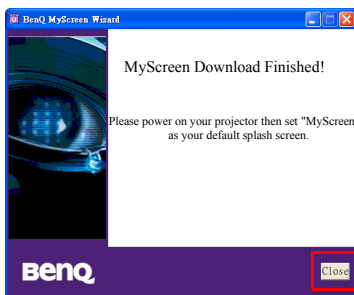 BenQ MyScreen Wizard
MyScreen Download Finished!
Please power on your projector then set "MyScreen
as your default splash screen.
BenQ
Close